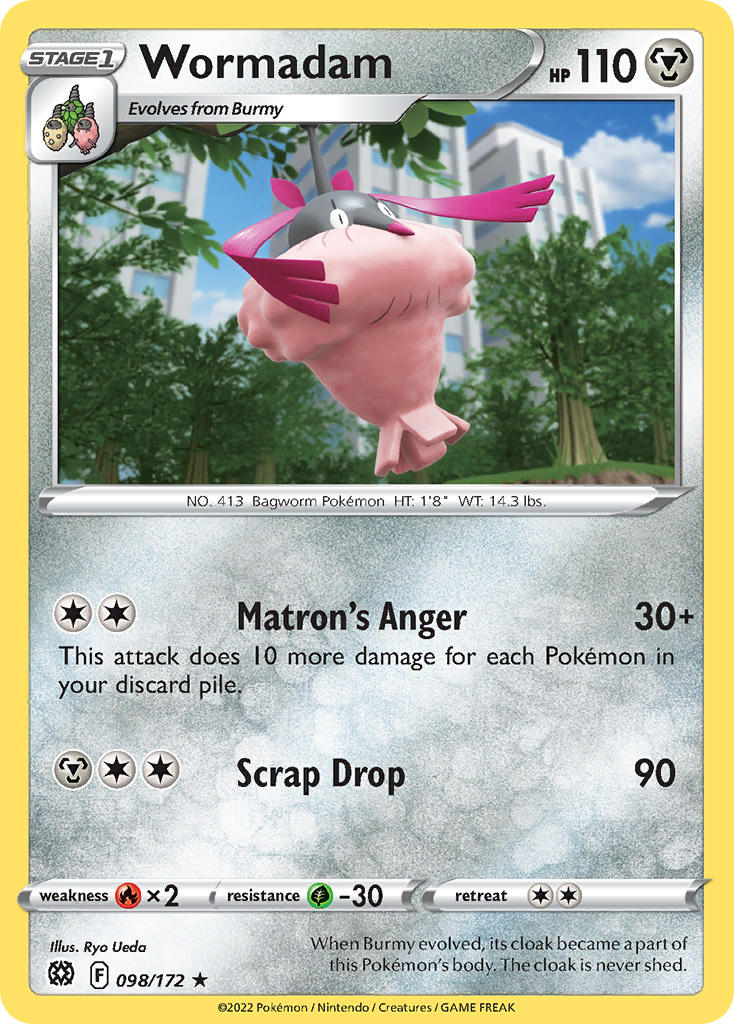 STAGE1
Wormadam
HP 110
Evolves from Burmy
NO. 413 Bagworm Pokémon HT: 1'8" WT: 14.3 lbs.
Matron's Anger 30+
This attack does 10 more damage for each Pokémon in
your discard pile.
Scrap Drop 90
weakness ×2 resistance -30 retreat
Illus. Ryo Ueda
When Burmy evolved, its cloak became a part of
this Pokémon's body. The cloak is never shed.
F 098/172 ★
©2022 Pokémon / Nintendo / Creatures / GAME FREAK